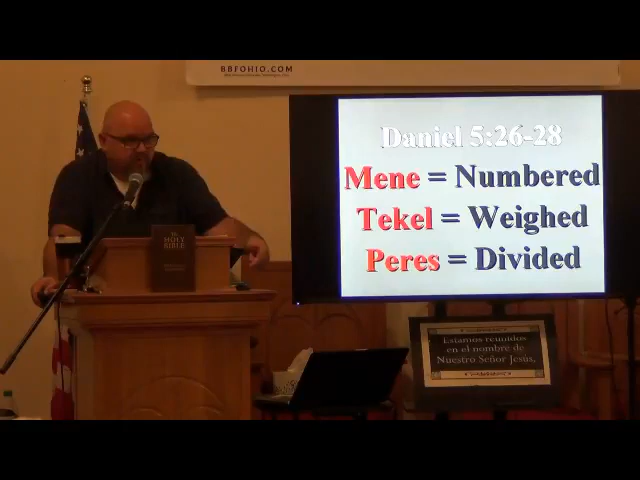 BBFOHIO.COM
Daniel 5:26-28
Mene = Numbered
Tekel = Weighed
Peres = Divided
HOLY
BIBLE
Estamos reunidos
en el nombre de
Nuestro Señor Jesús,